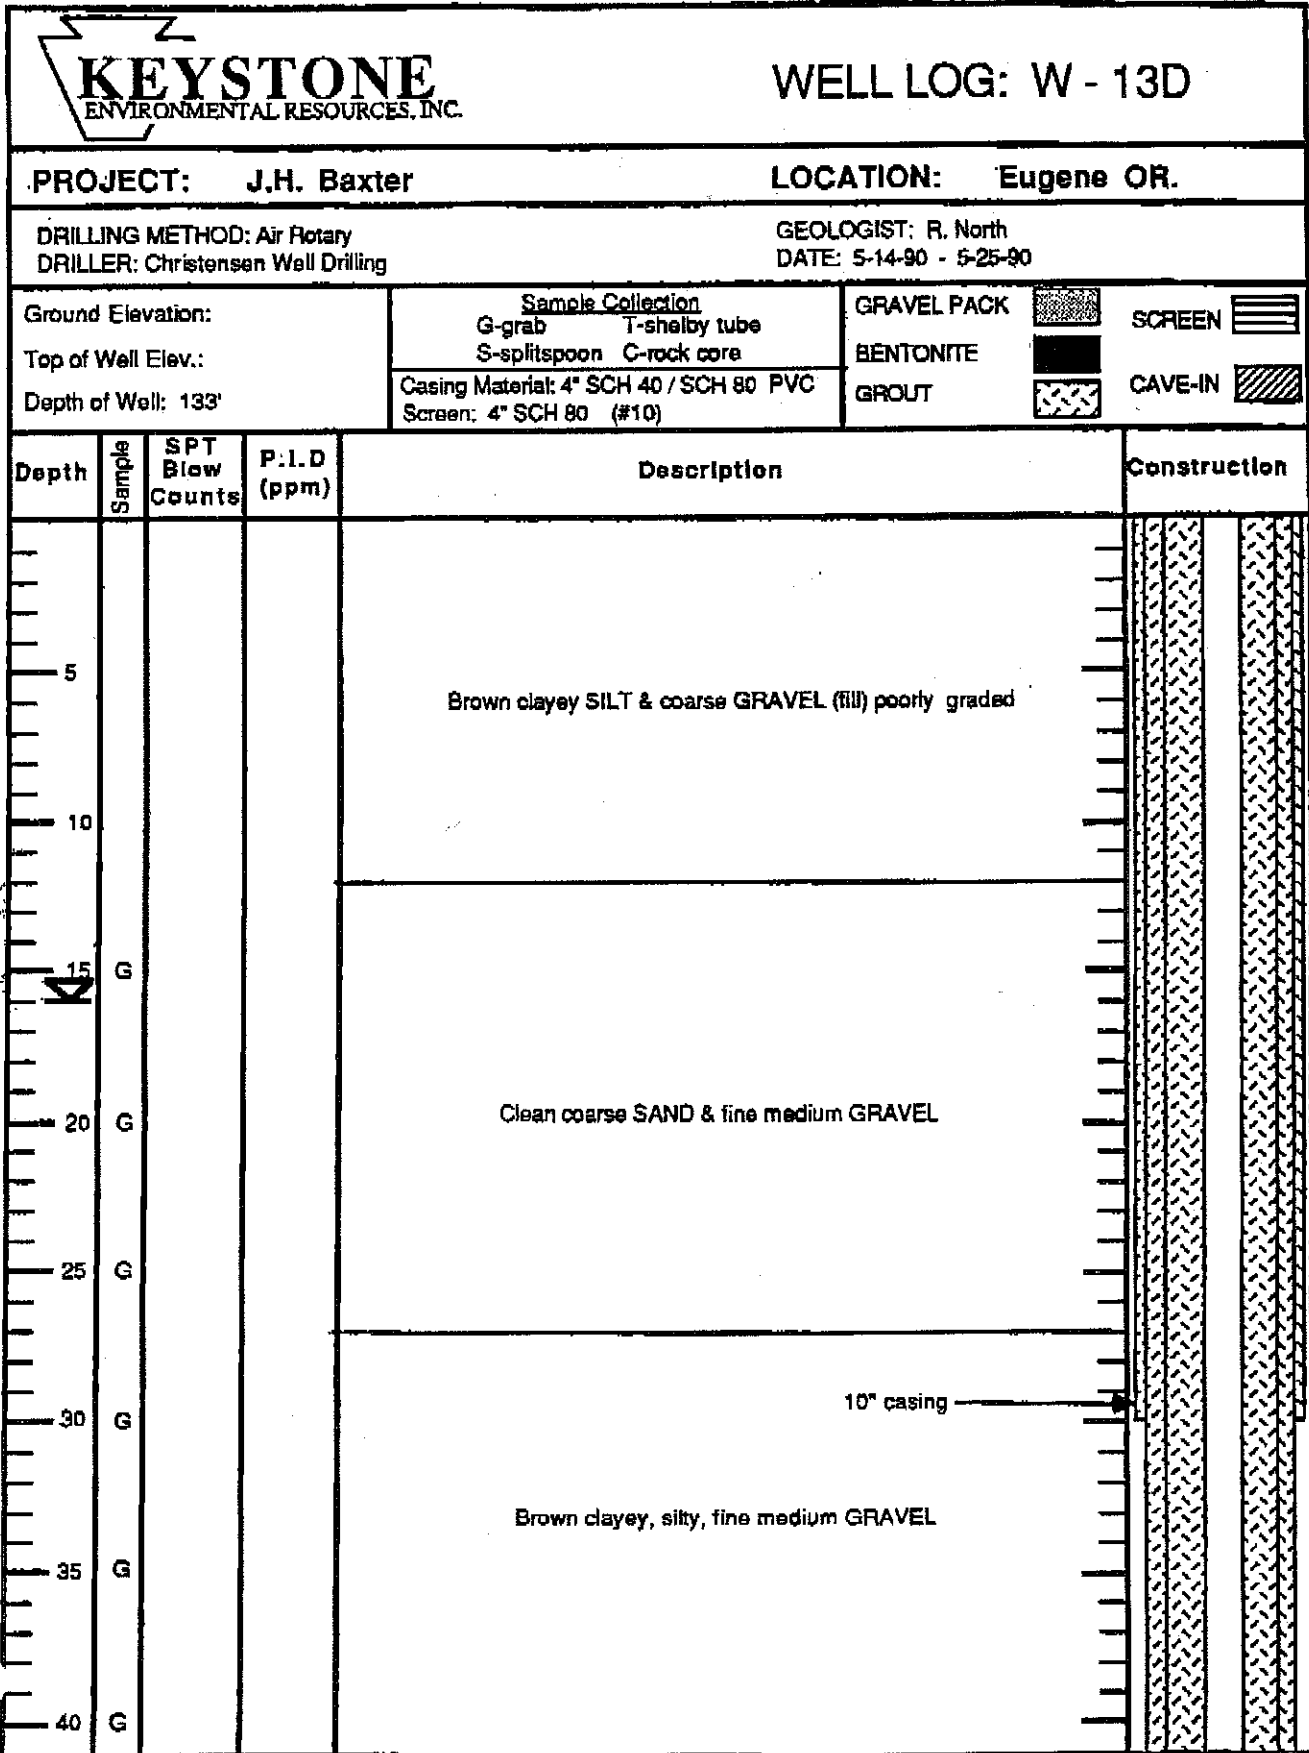 KEYSTONE
ENVIRONMENTAL RESOURCES, INC.
WELL LOG: W - 13D
PROJECT: J.H. Baxter
LOCATION: Eugene OR.
DRILLING METHOD: Air Rotary
DRILLER: Christensen Well Drilling
GEOLOGIST: R. North
DATE: 5-14-90 - 5-25-90
Ground Elevation:
Top of Well Elev.:
Depth of Well: 133'
Sample Collection
G-grab T-shelby tube
S-splitspoon C-rock core
Casing Material: 4" SCH 40 / SCH 80 PVC
Screen: 4" SCH 80 (#10)
GRAVEL PACK
BENTONITE
GROUT
SCREEN
CAVE-IN
Depth
Sample
SPT
Blow
Counts
P.I.D
(ppm)
Description
Construction
5
Brown clayey SILT & coarse GRAVEL (fill) poorly graded
10
15 G
20 G
Clean coarse SAND & fine medium GRAVEL
25 G
10" casing
30 G
Brown clayey, silty, fine medium GRAVEL
35 G
40 G